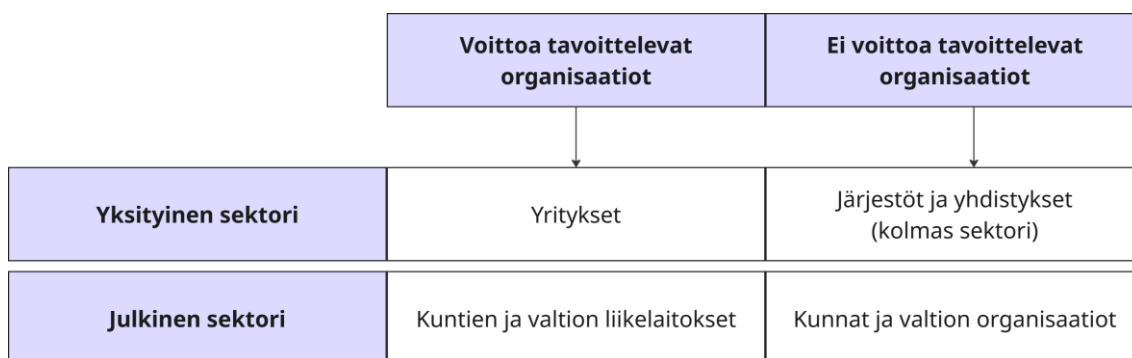 Voittoa tavoittelevat
organisaatiot
Ei voittoa tavoittelevat
organisaatiot
Yksityinen sektori
Yritykset
Järjestöt ja yhdistykset
(kolmas sektori)
Julkinen sektori
Kuntien ja valtion liikelaitokset
Kunnat ja valtion organisaatiot